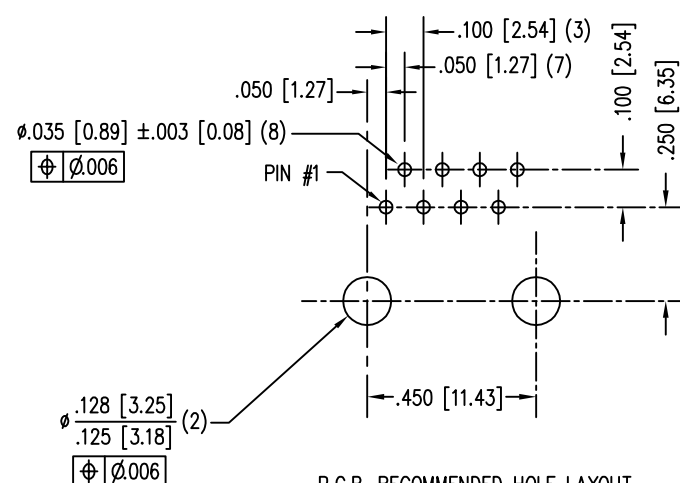 .100 [2.54] (3)
.050 [1.27] (7)
.050 [1.27]
.100 [2.54]
.250 [6.35]
ø.035 [0.89] ±.003 [0.08] (8)
⌖ Ø.006
PIN #1
ø .128 [3.25]
.125 [3.18] (2)
⌖ Ø.006
.450 [11.43]
P.C.B. RECOMMENDED HOLE LAYOUT